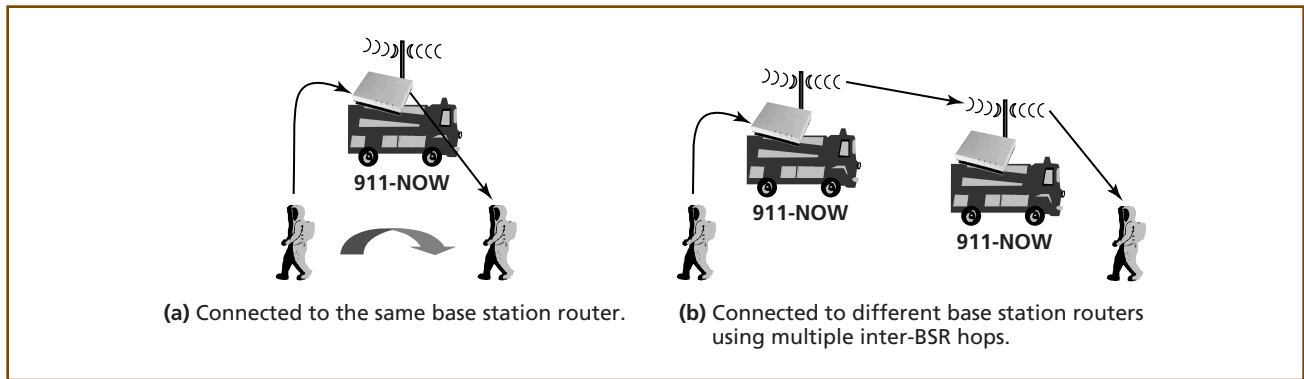 911-NOW
(a) Connected to the same base station router.
911-NOW
911-NOW
(b) Connected to different base station routers
using multiple inter-BSR hops.